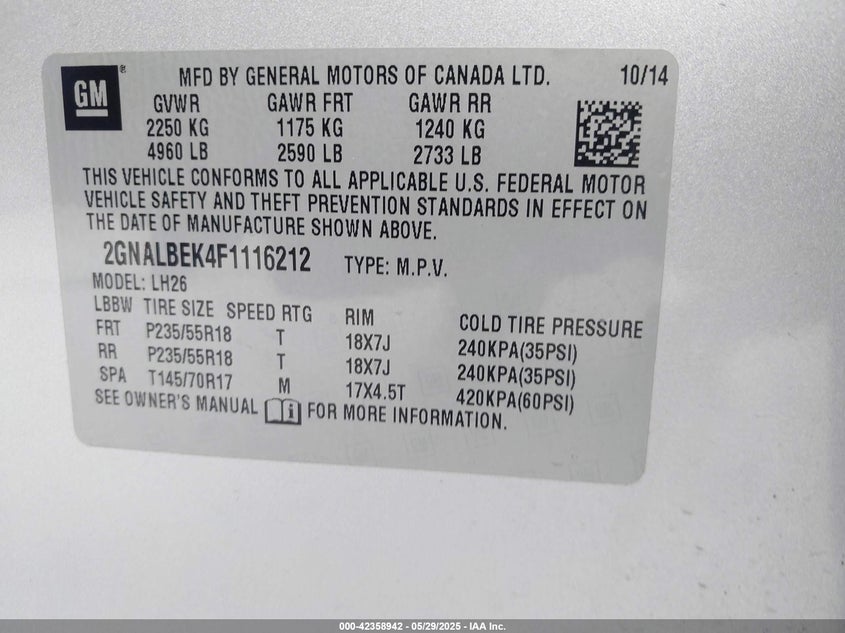 GM® MFD BY GENERAL MOTORS OF CANADA LTD. 10/14
GVWR GAWR FRT GAWR RR
2250 KG 1175 KG 1240 KG
4960 LB 2590 LB 2733 LB
THIS VEHICLE CONFORMS TO ALL APPLICABLE U.S. FEDERAL MOTOR
VEHICLE SAFETY AND THEFT PREVENTION STANDARDS IN EFFECT ON
THE DATE OF MANUFACTURE SHOWN ABOVE.
2GNALBEK4F1116212 TYPE: M.P.V.
MODEL: LH26
LBBW TIRE SIZE SPEED RTG RIM COLD TIRE PRESSURE
FRT P235/55R18 T 18X7J 240KPA(35PSI)
RR P235/55R18 T 18X7J 240KPA(35PSI)
SPA T145/70R17 M 17X4.5T 420KPA(60PSI)
SEE OWNER'S MANUAL FOR MORE INFORMATION.
000-42358942 - 05/29/2025 - IAA Inc.